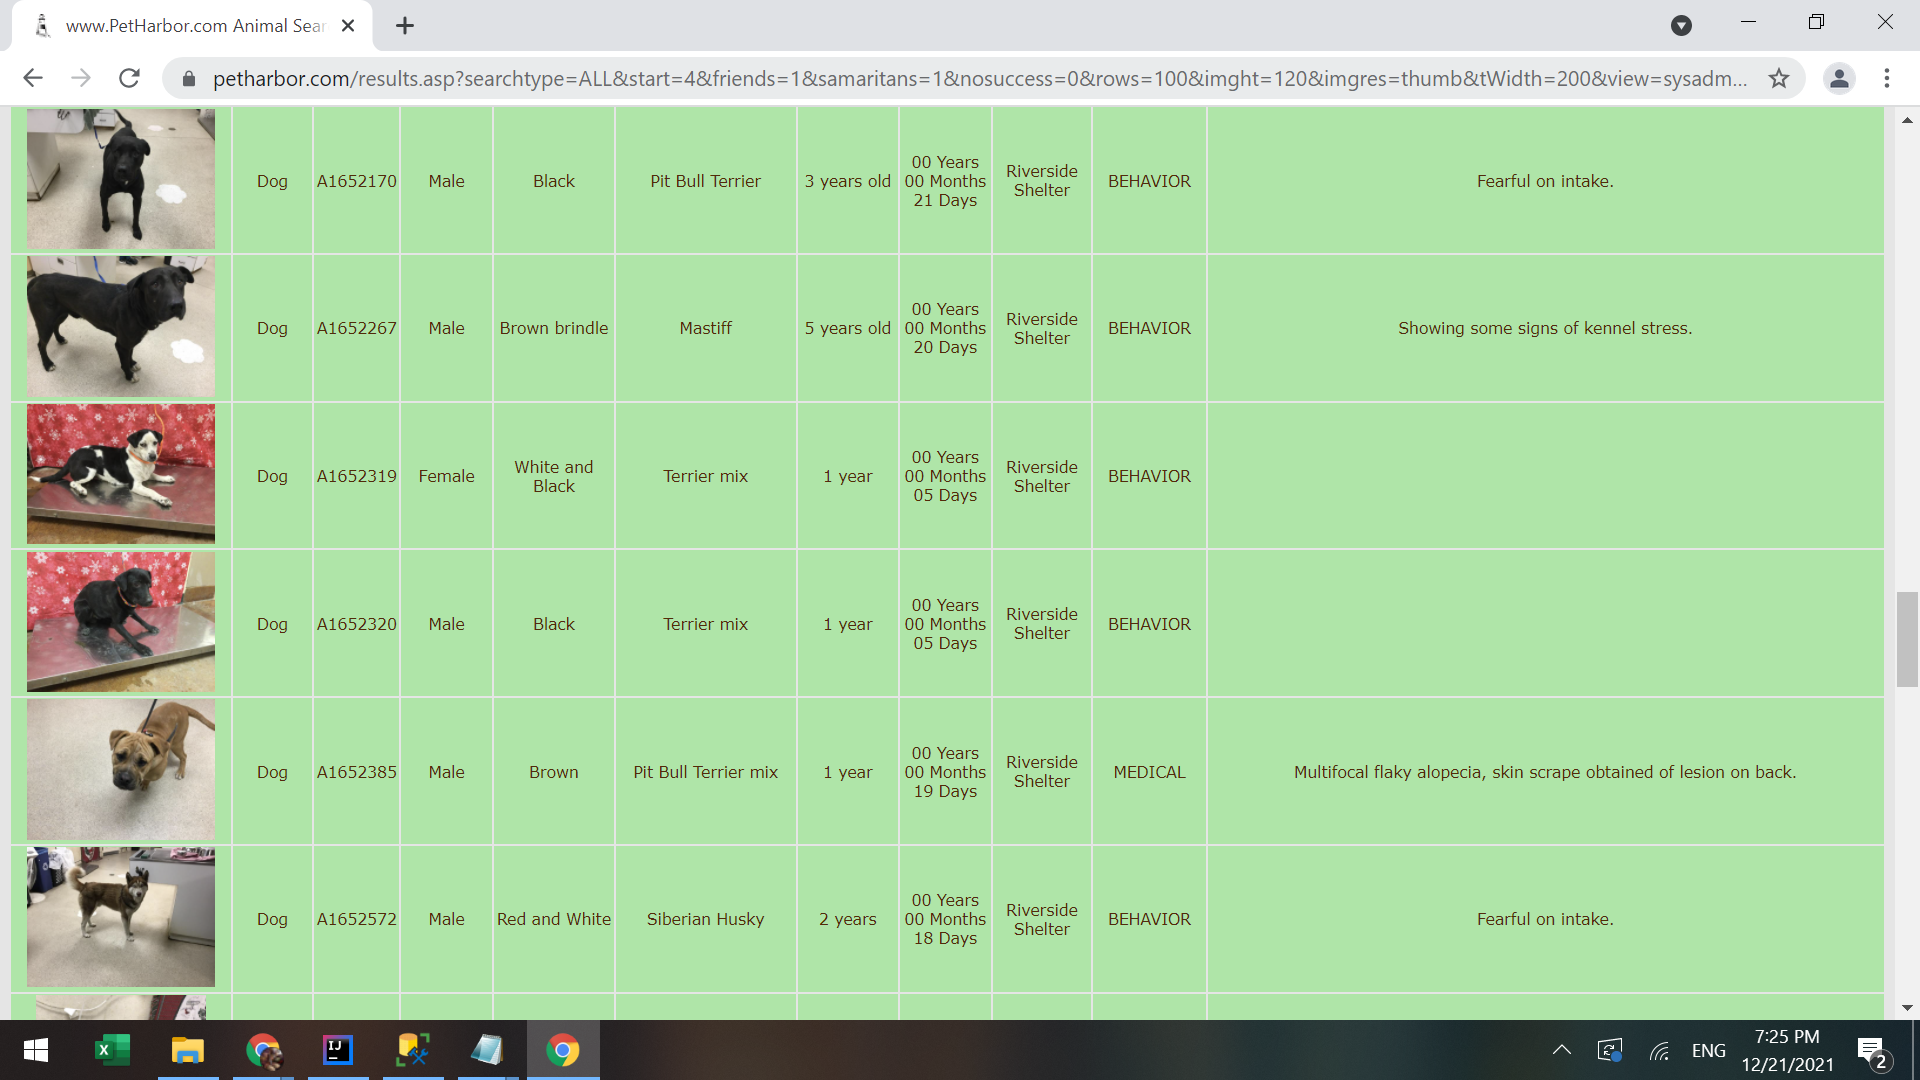 www.PetHarbor.com Animal Sear
petharbor.com/results.asp?searchtype=ALL&start=4&friends=1&samaritans=1&nosuccess=0&rows=100&imght=120&imgres=thumb&tWidth=200&view=sysadm...
Dog A1652170 Male Black Pit Bull Terrier 3 years old 00 Years 00 Months 21 Days Riverside Shelter BEHAVIOR Fearful on intake.
Dog A1652267 Male Brown brindle Mastiff 5 years old 00 Years 00 Months 20 Days Riverside Shelter BEHAVIOR Showing some signs of kennel stress.
Dog A1652319 Female White and Black Terrier mix 1 year 00 Years 00 Months 05 Days Riverside Shelter BEHAVIOR
Dog A1652320 Male Black Terrier mix 1 year 00 Years 00 Months 05 Days Riverside Shelter BEHAVIOR
Dog A1652385 Male Brown Pit Bull Terrier mix 1 year 00 Years 00 Months 19 Days Riverside Shelter MEDICAL Multifocal flaky alopecia, skin scrape obtained of lesion on back.
Dog A1652572 Male Red and White Siberian Husky 2 years 00 Years 00 Months 18 Days Riverside Shelter BEHAVIOR Fearful on intake.
X
IJ
ENG
7:25 PM
12/21/2021
2